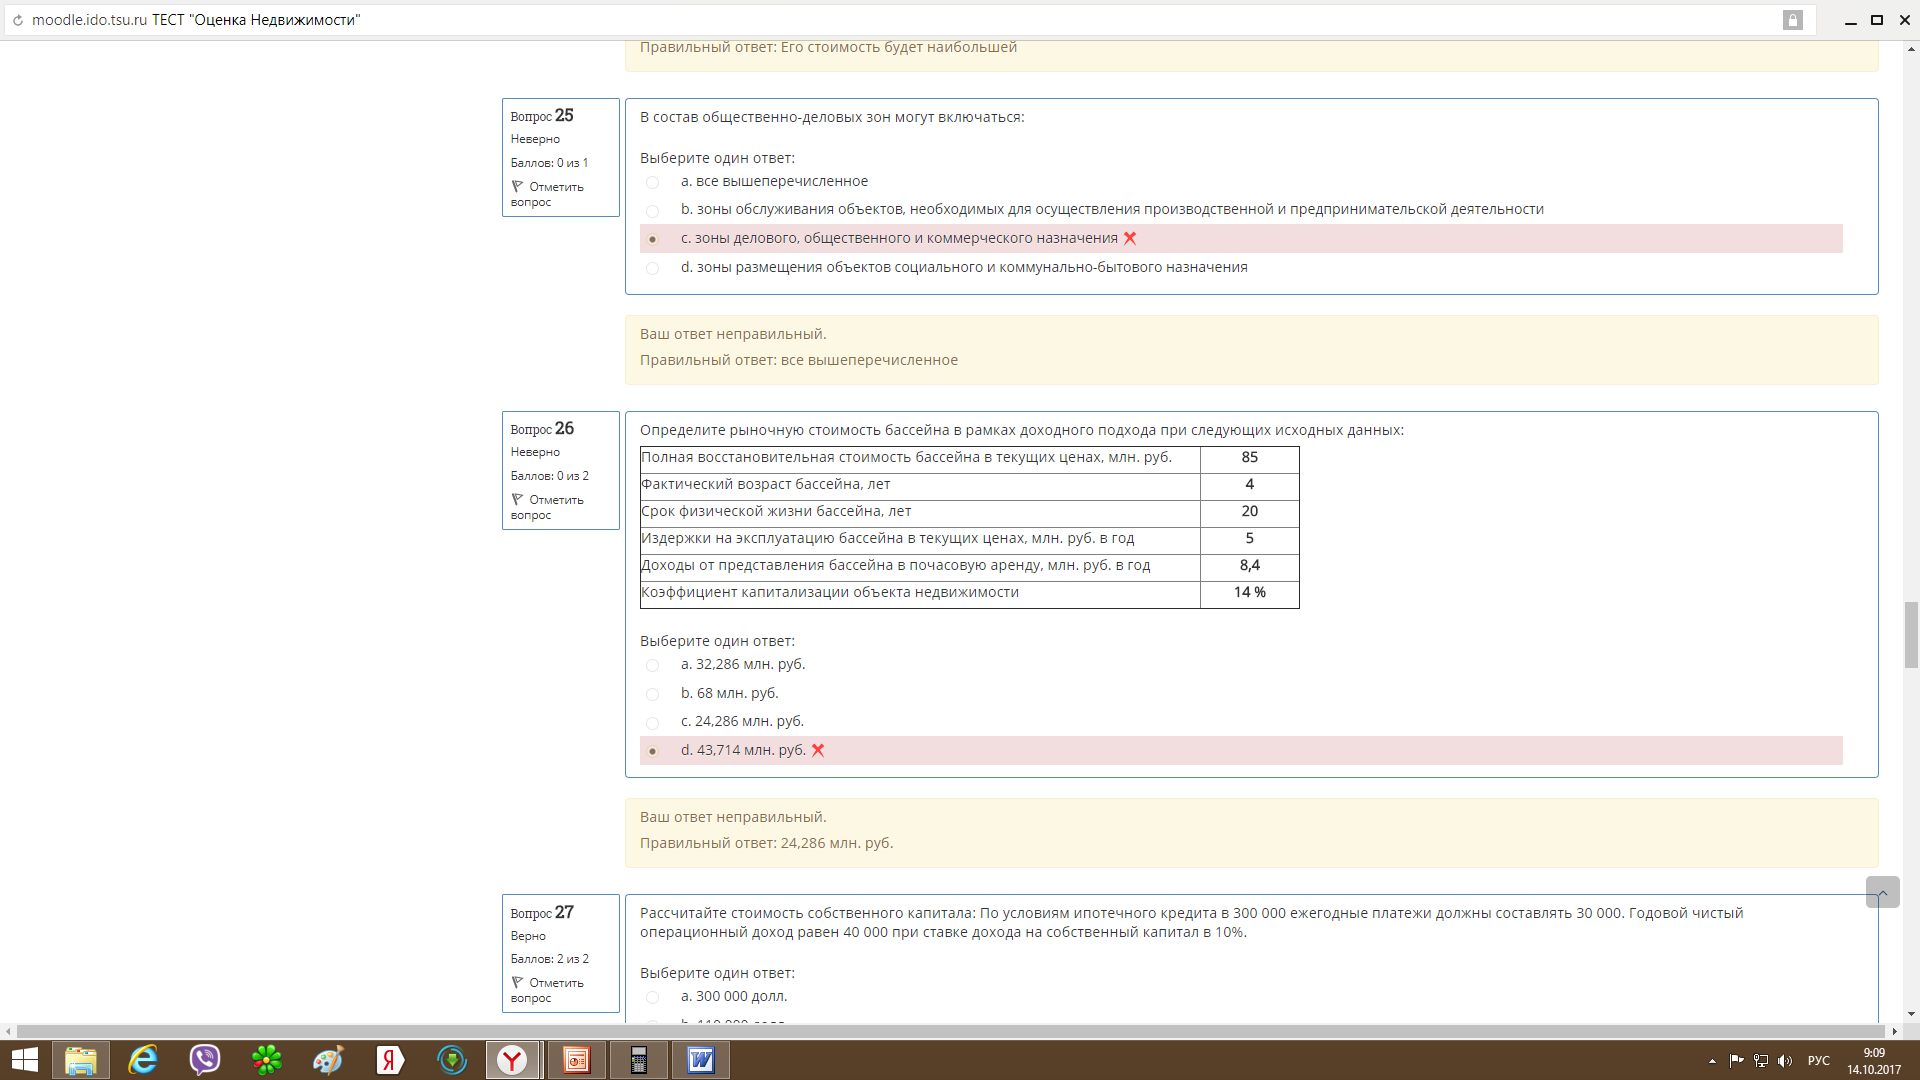 moodle.ido.tsu.ru ТЕСТ "Оценка Недвижимости"
Правильный ответ: Его стоимость будет наибольшей
Вопрос 25
Неверно
Баллов: 0 из 1
Отметить
вопрос
В состав общественно-деловых зон могут включаться:
Выберите один ответ:
a. все вышеперечисленное
b. зоны обслуживания объектов, необходимых для осуществления производственной и предпринимательской деятельности
c. зоны делового, общественного и коммерческого назначения
d. зоны размещения объектов социального и коммунально-бытового назначения
Ваш ответ неправильный.
Правильный ответ: все вышеперечисленное
Вопрос 26
Неверно
Баллов: 0 из 2
Отметить
вопрос
Определите рыночную стоимость бассейна в рамках доходного подхода при следующих исходных данных:
Полная восстановительная стоимость бассейна в текущих ценах, млн. руб. 85
Фактический возраст бассейна, лет 4
Срок физической жизни бассейна, лет 20
Издержки на эксплуатацию бассейна в текущих ценах, млн. руб. в год 5
Доходы от представления бассейна в почасовую аренду, млн. руб. в год 8,4
Коэффициент капитализации объекта недвижимости 14 %
Выберите один ответ:
a. 32,286 млн. руб.
b. 68 млн. руб.
c. 24,286 млн. руб.
d. 43,714 млн. руб.
Ваш ответ неправильный.
Правильный ответ: 24,286 млн. руб.
Вопрос 27
Верно
Баллов: 2 из 2
Отметить
вопрос
Рассчитайте стоимость собственного капитала: По условиям ипотечного кредита в 300 000 ежегодные платежи должны составлять 30 000. Годовой чистый
операционный доход равен 40 000 при ставке дохода на собственный капитал в 10%.
Выберите один ответ:
a. 300 000 долл.
РУС
9:09
14.10.2017